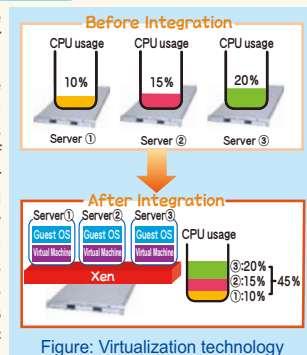 Before Integration
CPU usage CPU usage CPU usage
10% 15% 20%
Server ① Server ② Server ③
After Integration
Server① Server② Server③
CPU usage
Guest OS Guest OS Guest OS
Virtual Machine Virtual Machine Virtual Machine
Xen
③:20%
②:15%
45%
①:10%
Figure: Virtualization technology